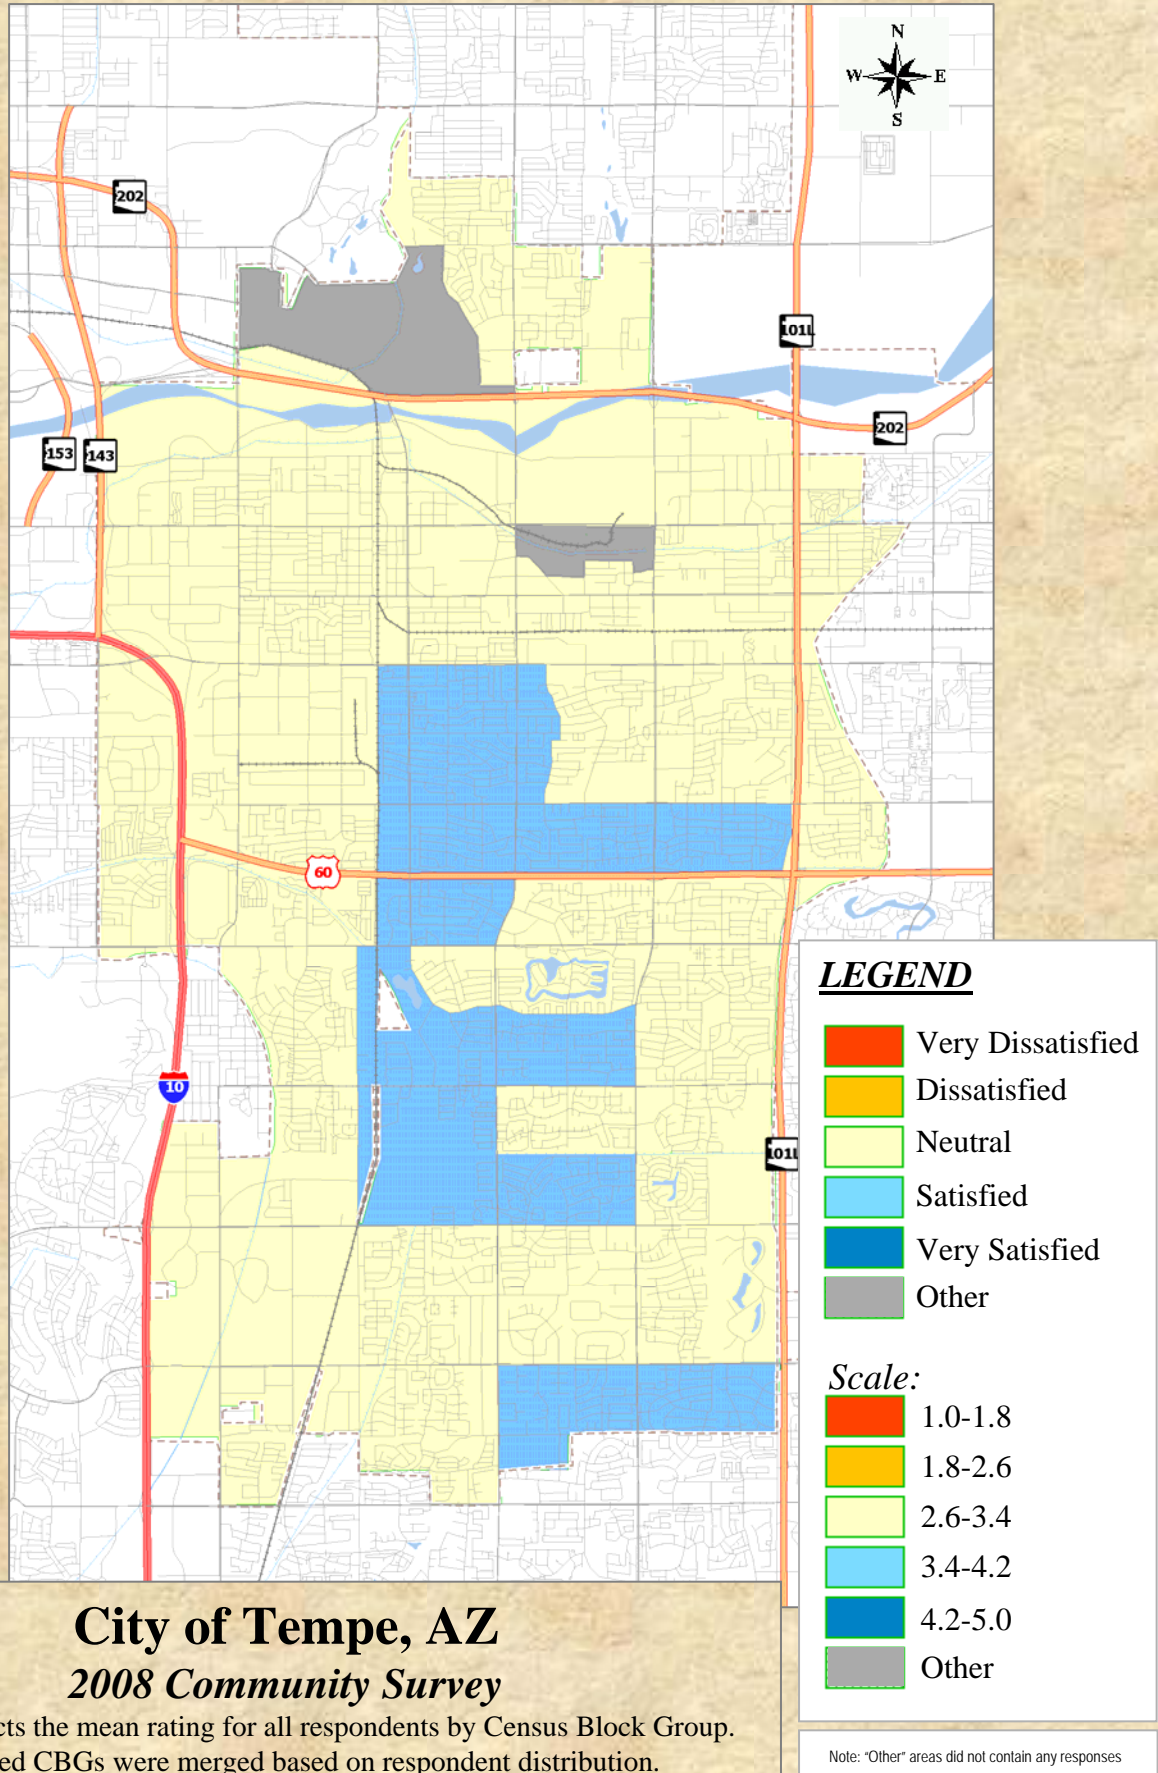 N
W E
S
202
101L
202
153
143
60
10
101L
LEGEND
Very Dissatisfied
Dissatisfied
Neutral
Satisfied
Very Satisfied
Other
Scale:
1.0-1.8
1.8-2.6
2.6-3.4
3.4-4.2
4.2-5.0
Other
City of Tempe, AZ
2008 Community Survey
cts the mean rating for all respondents by Census Block Group.
ed CBGs were merged based on respondent distribution.
Note: "Other" areas did not contain any responses